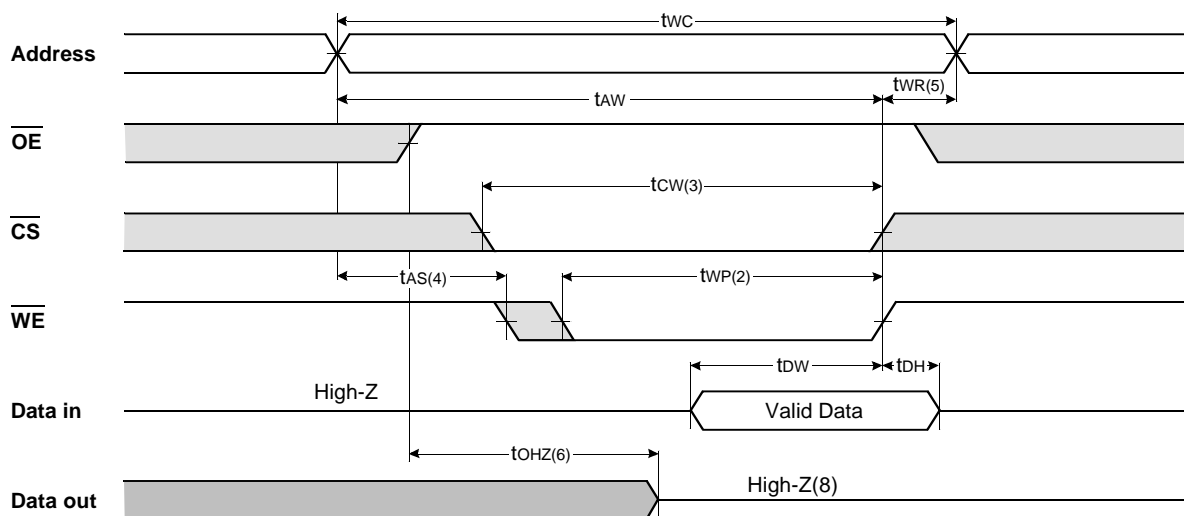 tWC
Address
tAW
tWR(5)
OE
tCW(3)
CS
tAS(4)
tWP(2)
WE
tDW
tDH
High-Z
Data in
Valid Data
tOHZ(6)
High-Z(8)
Data out